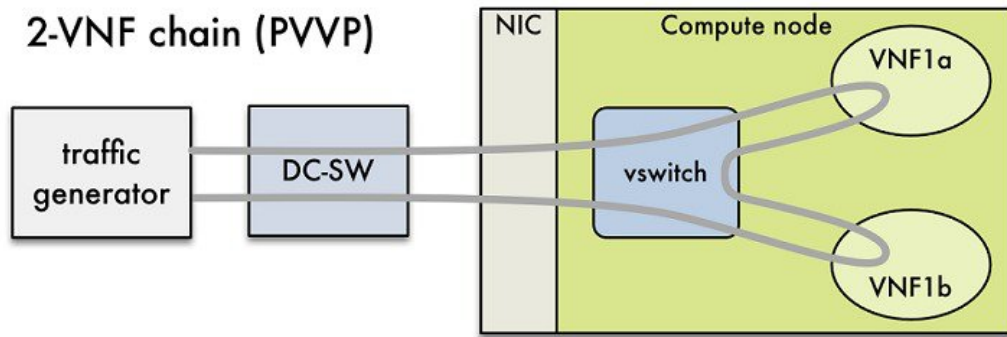 2-VNF chain (PVVP)
NIC
Compute node
VNF1a
traffic
generator
DC-SW
vswitch
VNF1b